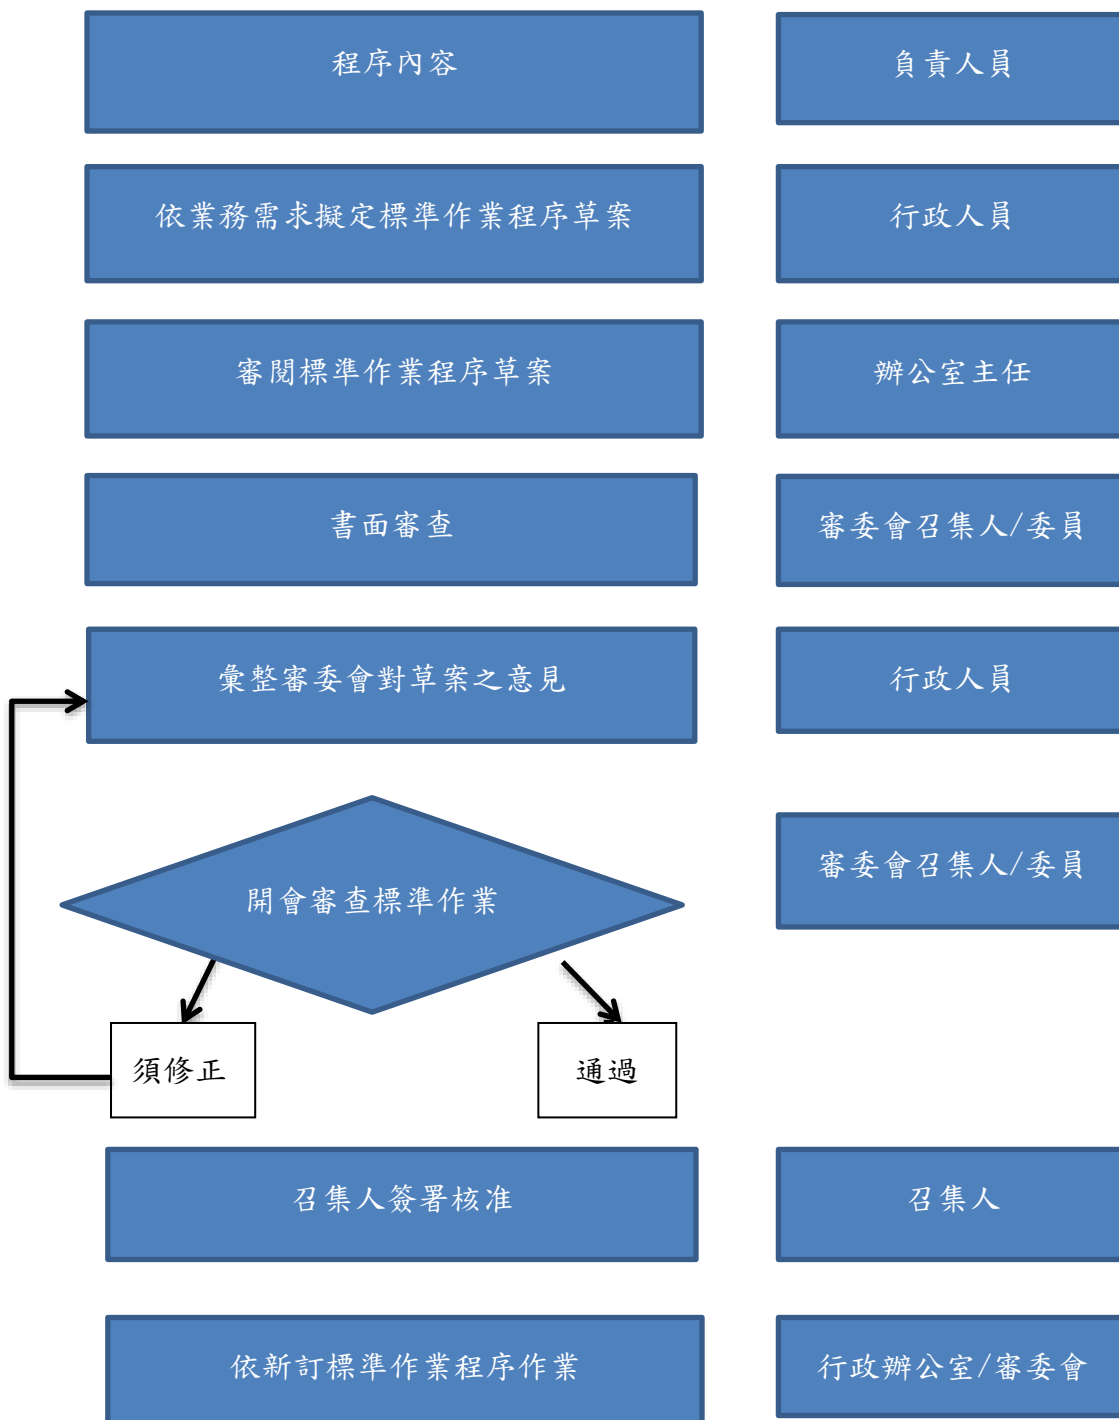 程序內容
負責人員
依業務需求擬定標準作業程序草案
行政人員
審閱標準作業程序草案
辦公室主任
書面審查
審委會召集人/委員
彙整審委會對草案之意見
行政人員
開會審查標準作業
審委會召集人/委員
須修正
通過
召集人簽署核准
召集人
依新訂標準作業程序作業
行政辦公室/審委會